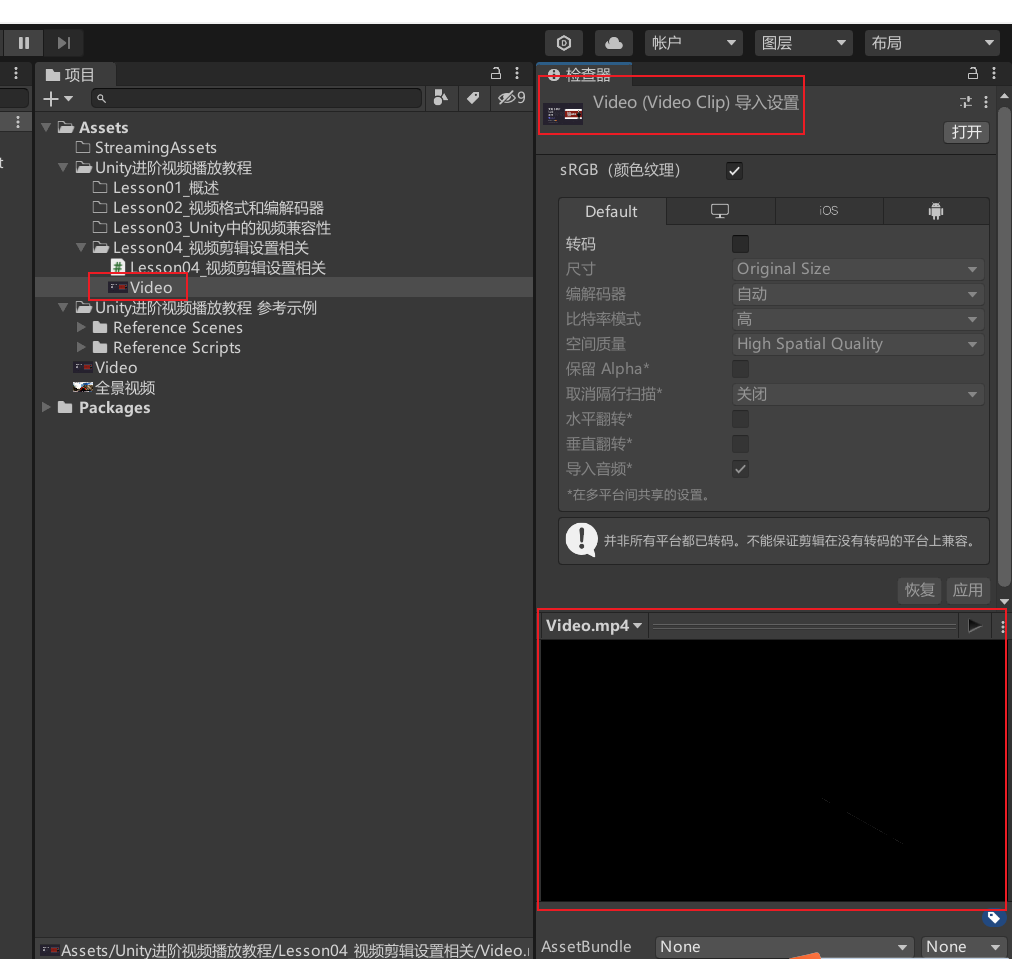 帐户
图层
布局
项目
9
Assets
StreamingAssets
Unity进阶视频播放教程
Lesson01_概述
Lesson02_视频格式和编解码器
Lesson03_Unity中的视频兼容性
Lesson04_视频剪辑设置相关
Lesson04_视频剪辑设置相关
Video
Unity进阶视频播放教程 参考示例
Reference Scenes
Reference Scripts
Video
全景视频
Packages
Assets/Unity进阶视频播放教程/Lesson04_视频剪辑设置相关/Video.
检查器
Video (Video Clip) 导入设置
打开
sRGB（颜色纹理）
Default
iOS
转码
尺寸 Original Size
编解码器 自动
比特率模式 高
空间质量 High Spatial Quality
保留 Alpha*
取消隔行扫描* 关闭
水平翻转*
垂直翻转*
导入音频*
*在多平台间共享的设置。
并非所有平台都已转码。不能保证剪辑在没有转码的平台上兼容。
恢复 应用
Video.mp4
AssetBundle None None